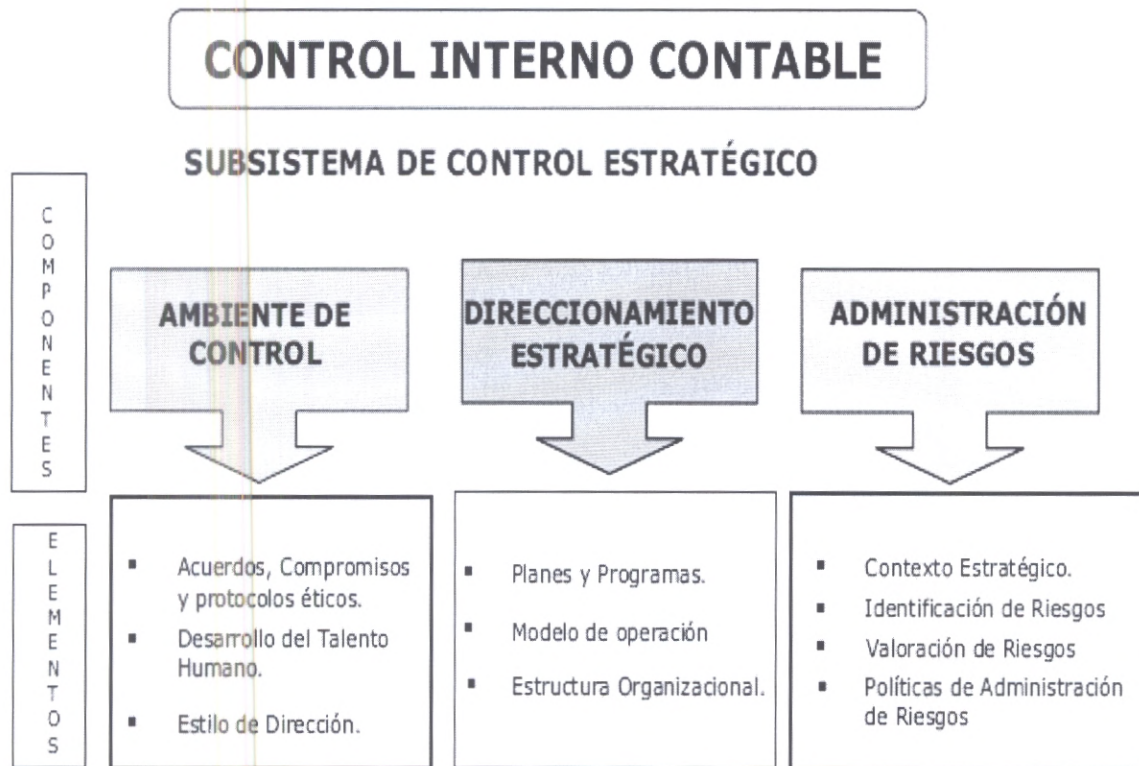 CONTROL INTERNO CONTABLE
SUBSISTEMA DE CONTROL ESTRATÉGICO
COMPONENTES
AMBIENTE DE
CONTROL
DIRECCIONAMIENTO
ESTRATÉGICO
ADMINISTRACIÓN
DE RIESGOS
ELEMENTOS
▪ Acuerdos, Compromisos
y protocolos éticos.
▪ Desarrollo del Talento
Humano.
▪ Estilo de Dirección.
▪ Planes y Programas.
▪ Modelo de operación
▪ Estructura Organizacional.
▪ Contexto Estratégico.
▪ Identificación de Riesgos
▪ Valoración de Riesgos
▪ Políticas de Administración
de Riesgos